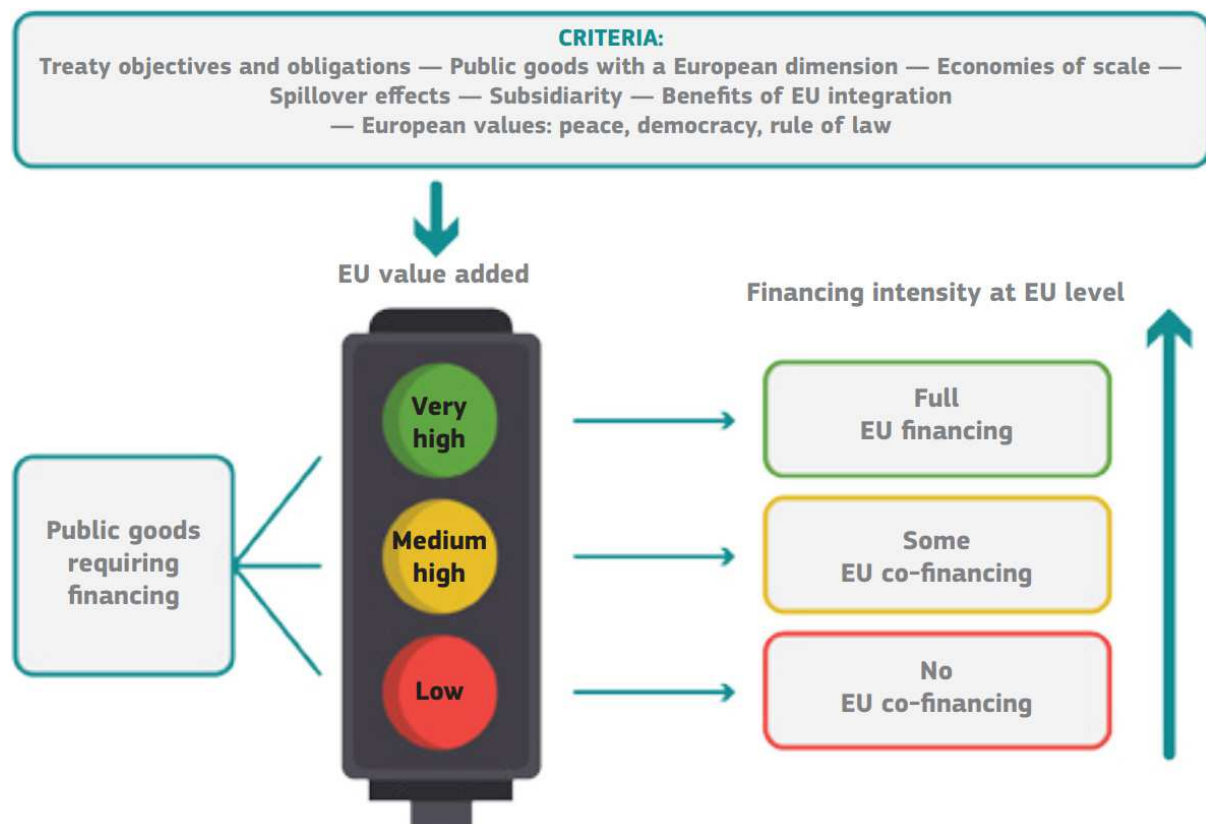 CRITERIA:
Treaty objectives and obligations — Public goods with a European dimension — Economies of scale —
Spillover effects — Subsidiarity — Benefits of EU integration
— European values: peace, democracy, rule of law
EU value added
Financing intensity at EU level
Very
high
Full
EU financing
Public goods
requiring
financing
Medium
high
Some
EU co-financing
Low
No
EU co-financing